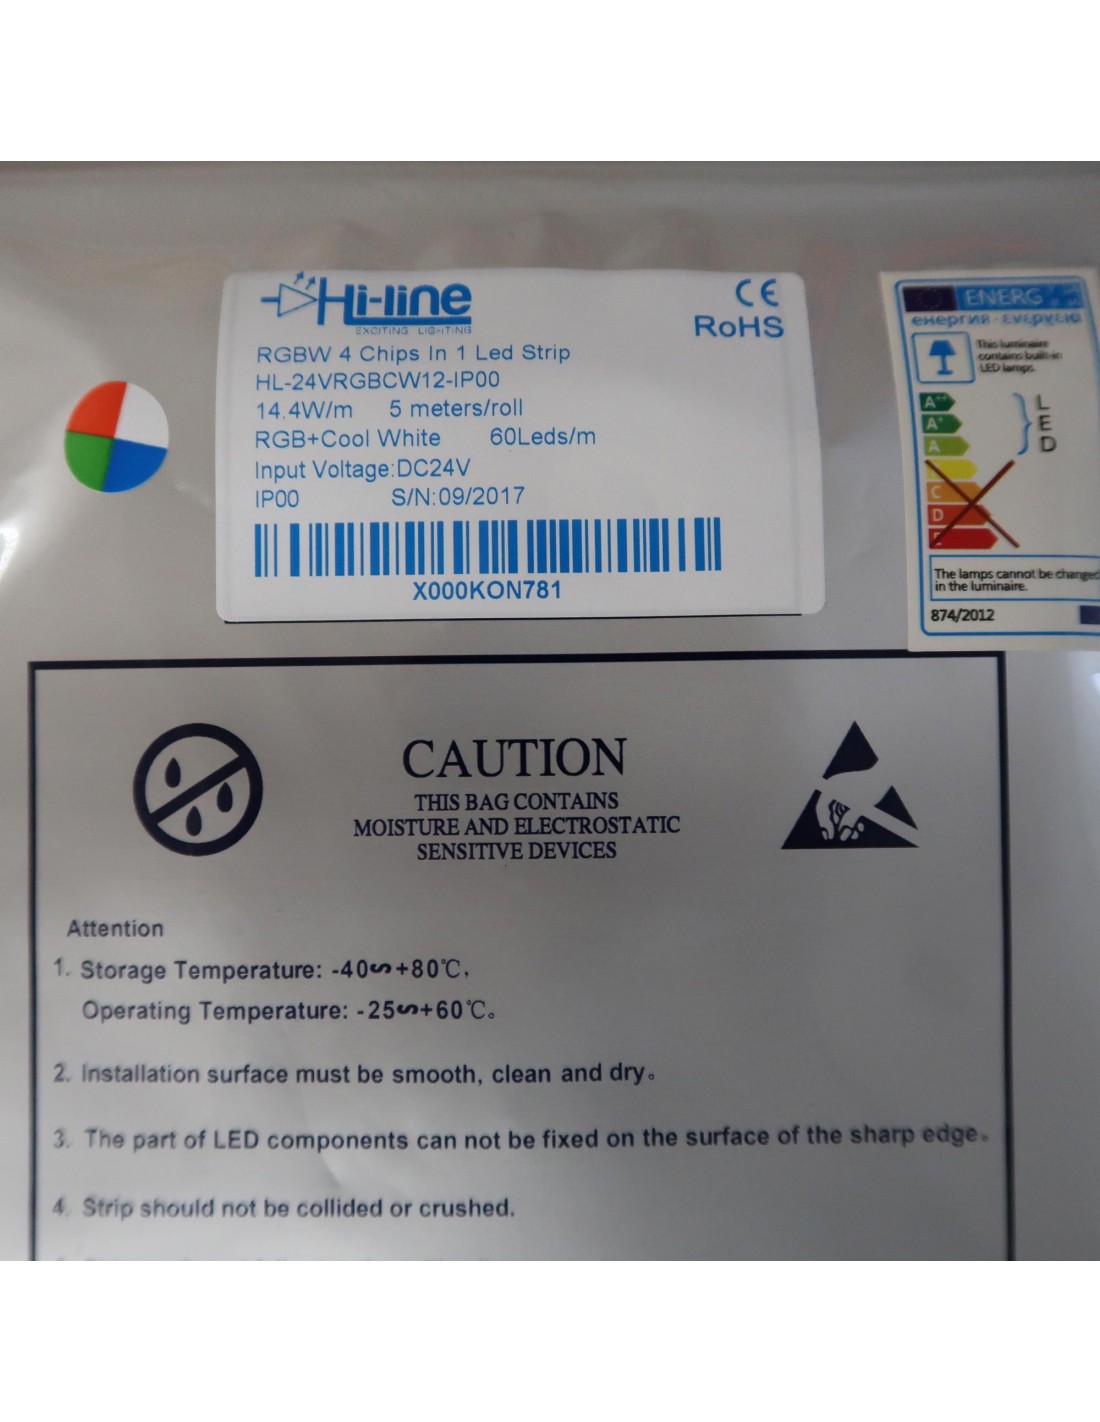 Hi-line
EXCITING LIGHTING
CE
RoHS
RGBW 4 Chips In 1 Led Strip
HL-24VRGBCW12-IP00
14.4W/m 5 meters/roll
RGB+Cool White 60Leds/m
Input Voltage:DC24V
IP00 S/N:09/2017
X000KON781
ENERG
енергия · ενεργεια
This luminaire
contains built-in
LED lamps.
A++
A+
A
C
D
L
E
D
The lamps cannot be changed
in the luminaire.
874/2012
CAUTION
THIS BAG CONTAINS
MOISTURE AND ELECTROSTATIC
SENSITIVE DEVICES
Attention
1. Storage Temperature: -40∽+80℃,
Operating Temperature: -25∽+60℃。
2. Installation surface must be smooth, clean and dry。
3. The part of LED components can not be fixed on the surface of the sharp edge。
4. Strip should not be collided or crushed.